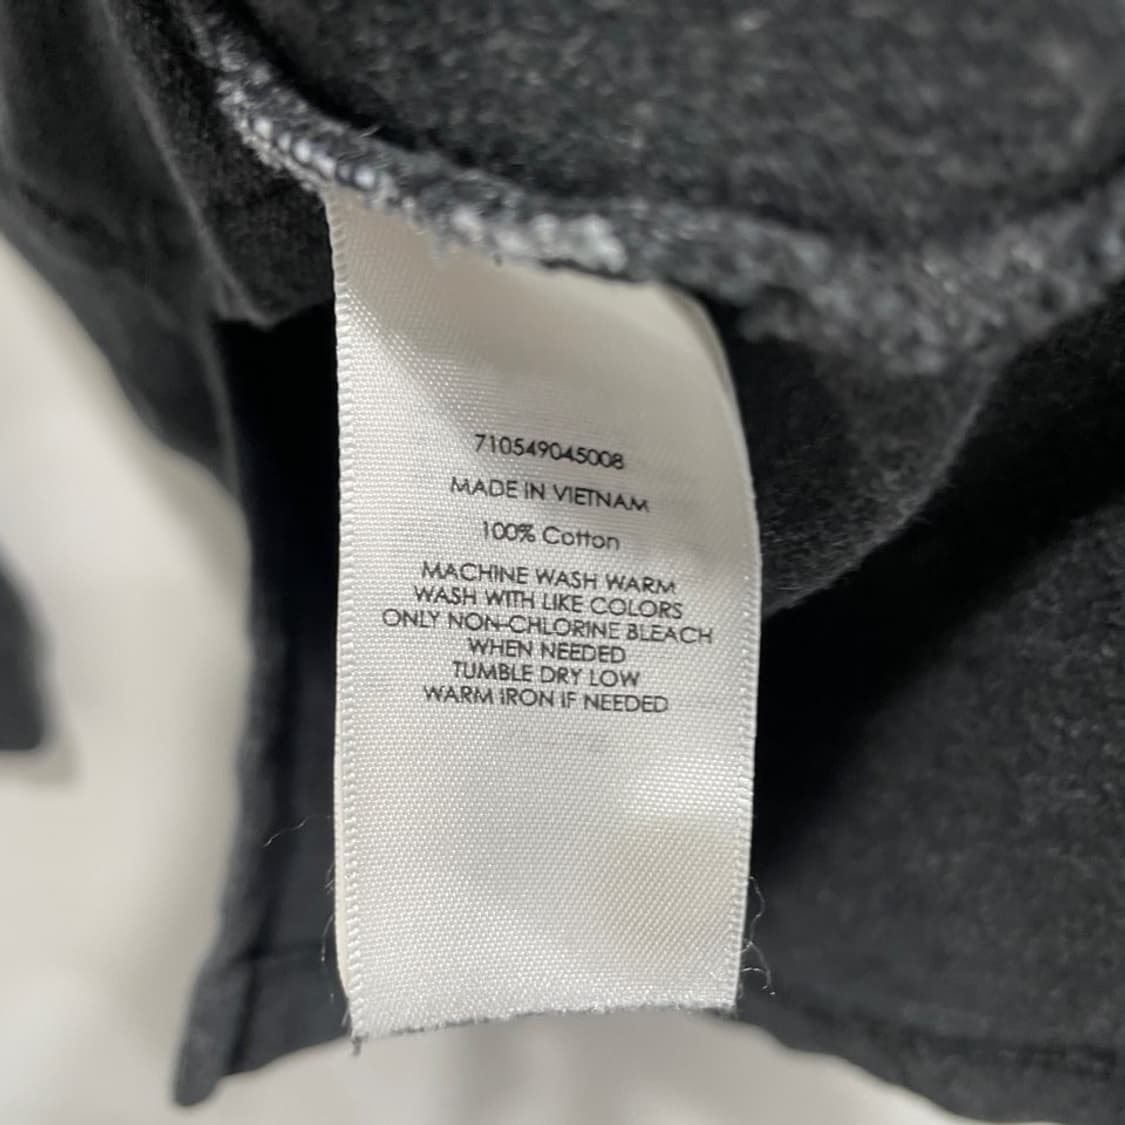 710549045008
MADE IN VIETNAM
100% Cotton
MACHINE WASH WARM
WASH WITH LIKE COLORS
ONLY NON-CHLORINE BLEACH
WHEN NEEDED
TUMBLE DRY LOW
WARM IRON IF NEEDED